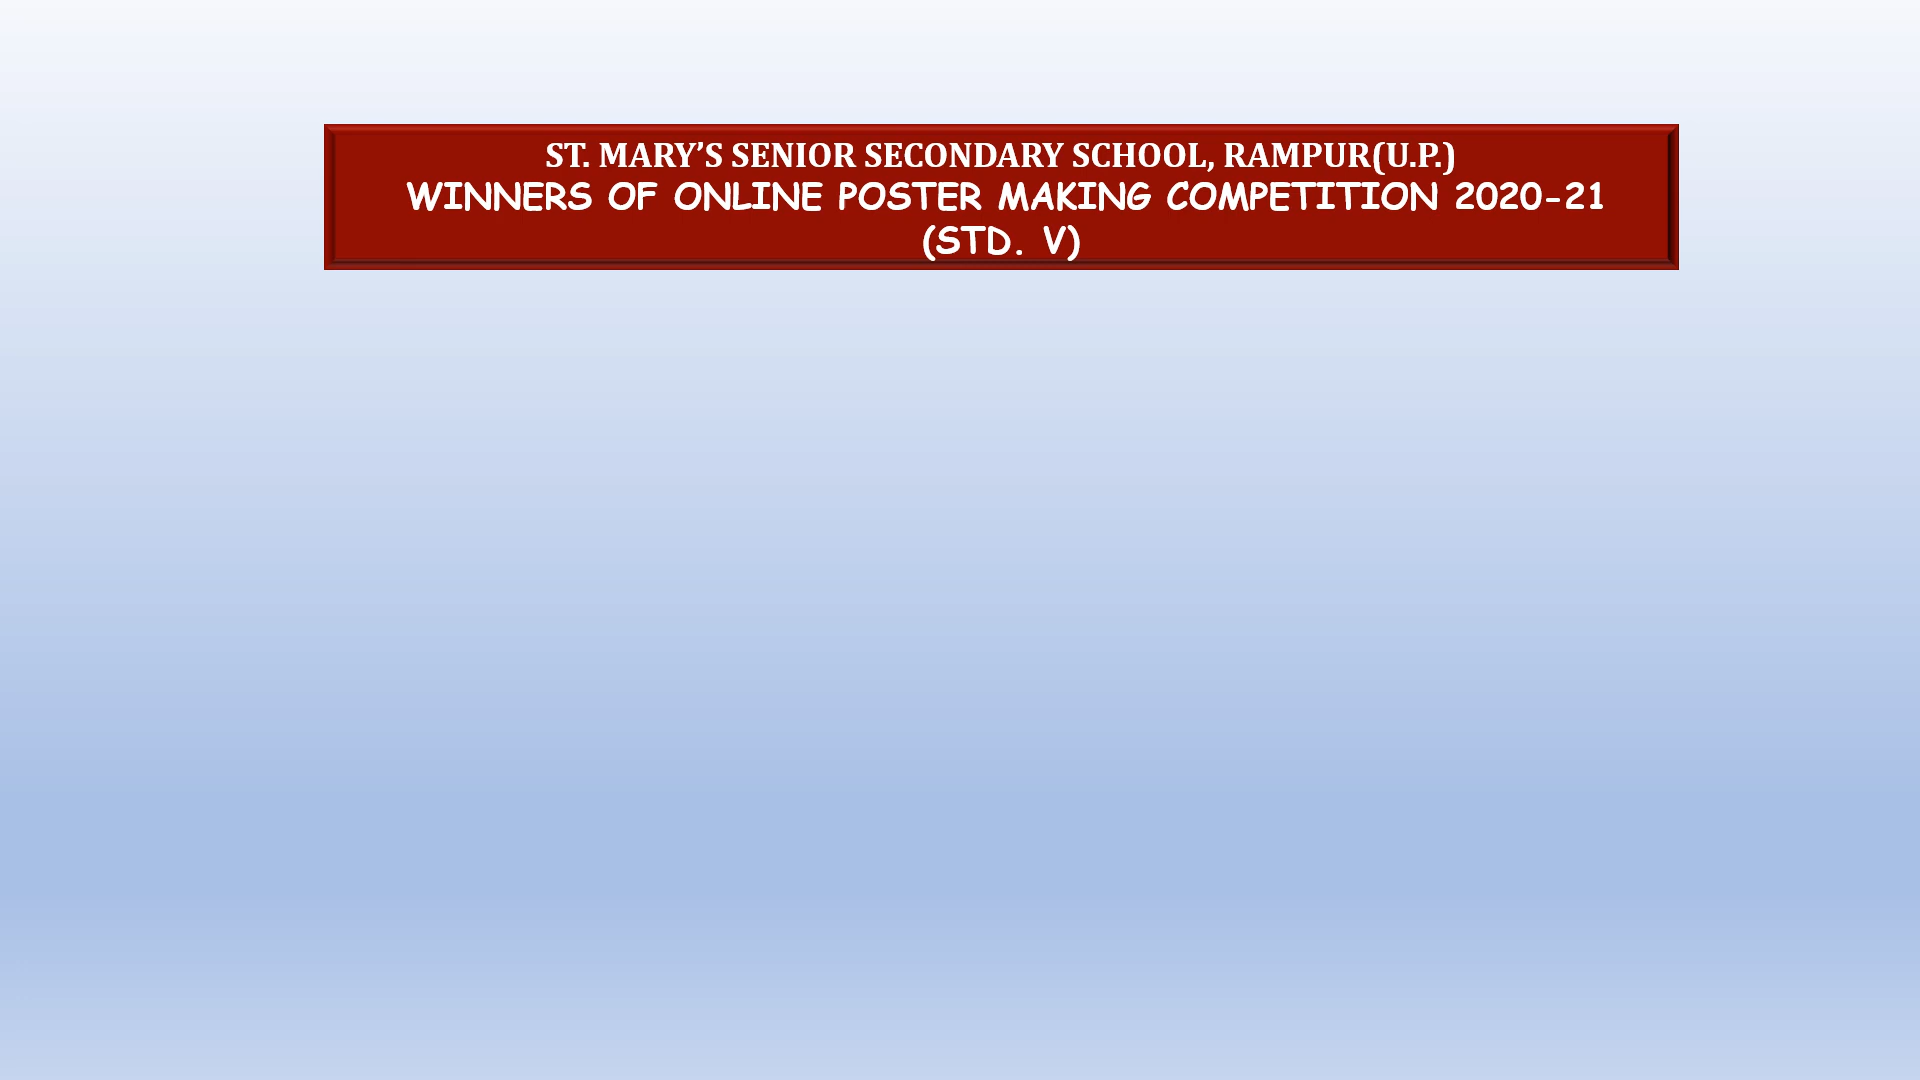 ST. MARY’S SENIOR SECONDARY SCHOOL, RAMPUR(U.P.)
WINNERS OF ONLINE POSTER MAKING COMPETITION 2020-21
(STD. V)